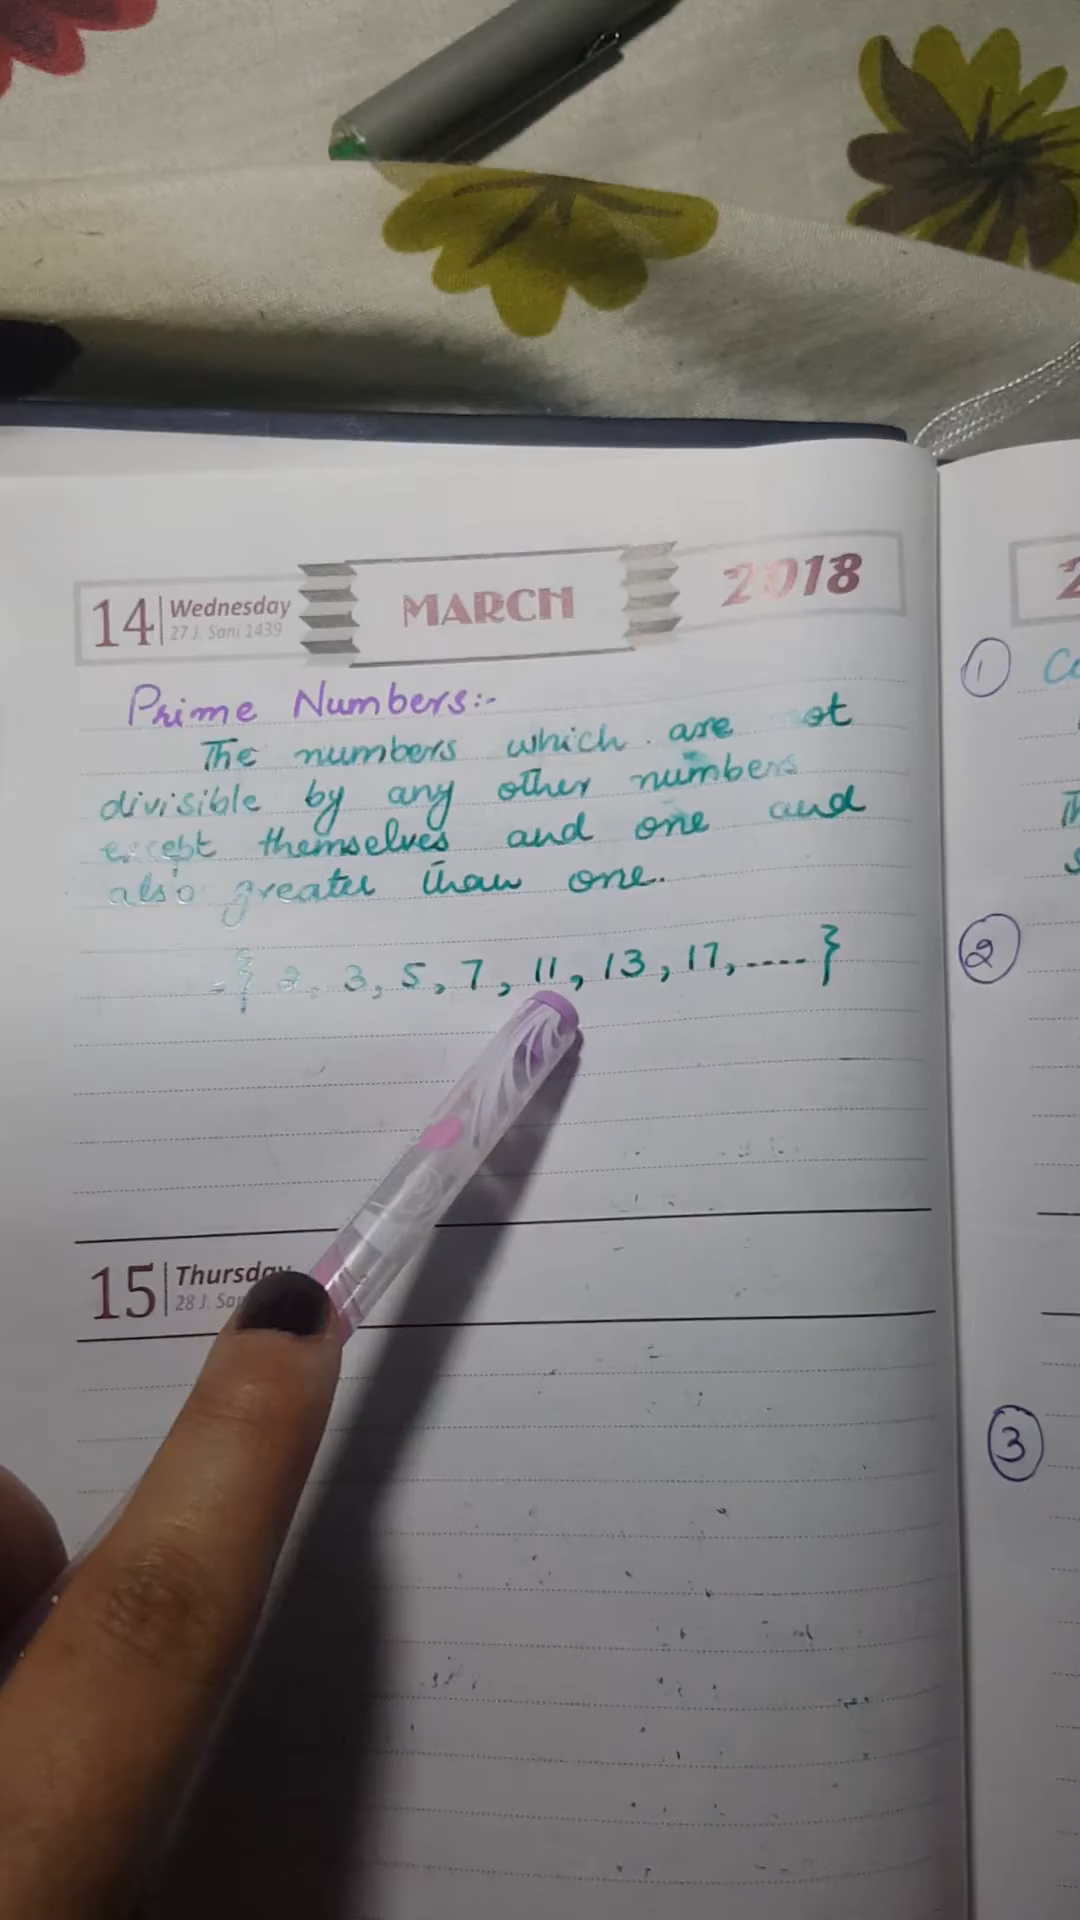 14 Wednesday MARCH 2018
27 J. Sani 1439
Prime Numbers:-
The numbers which are not
divisible by any other numbers
except themselves and one and
also greater than one.
={ 2, 3, 5, 7, 11, 13, 17, .... }
15 Thursday
28 J.
1
2
3